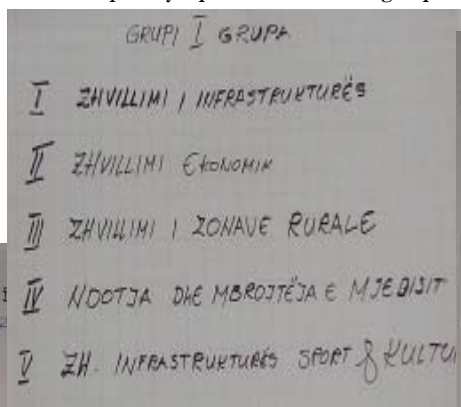 GRUPI I GRUPA
I ZHVILLIMI I INFRASTRUKTURËS
II ZHVILLIMI EKONOMIK
III ZHVILLIMI I ZONAVE RURALE
IV NDOTJA DHE MBROJTËJA E MJEDISIT
V ZH. INFRASTRUKTURËS SPORT & KULTU